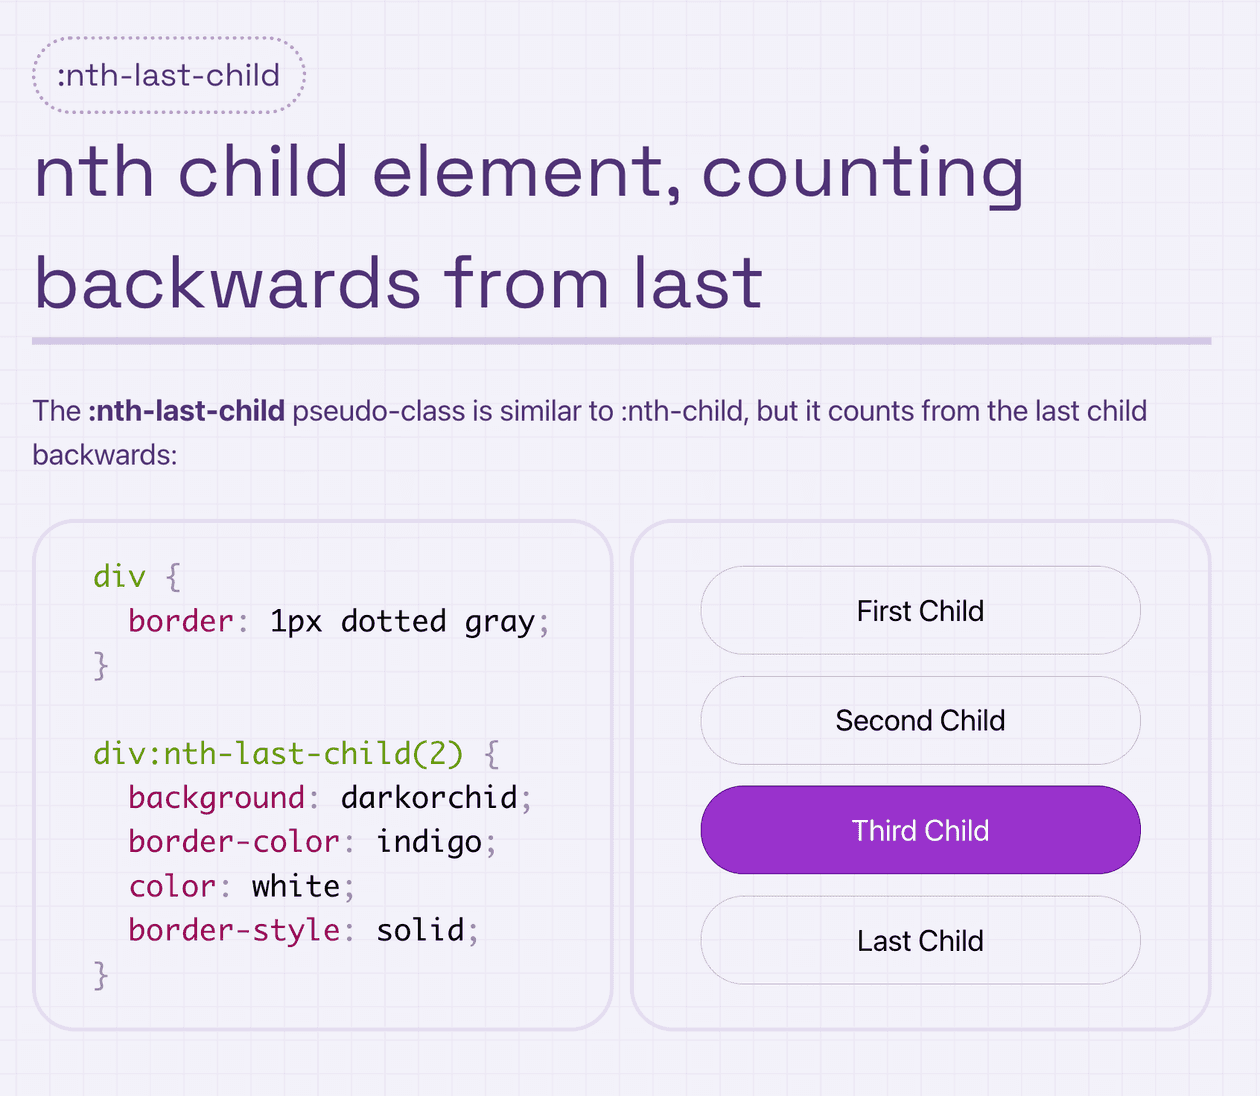 :nth-last-child
nth child element, counting
backwards from last
The :nth-last-child pseudo-class is similar to :nth-child, but it counts from the last child
backwards:
div {
  border: 1px dotted gray;
}

div:nth-last-child(2) {
  background: darkorchid;
  border-color: indigo;
  color: white;
  border-style: solid;
}
First Child
Second Child
Third Child
Last Child